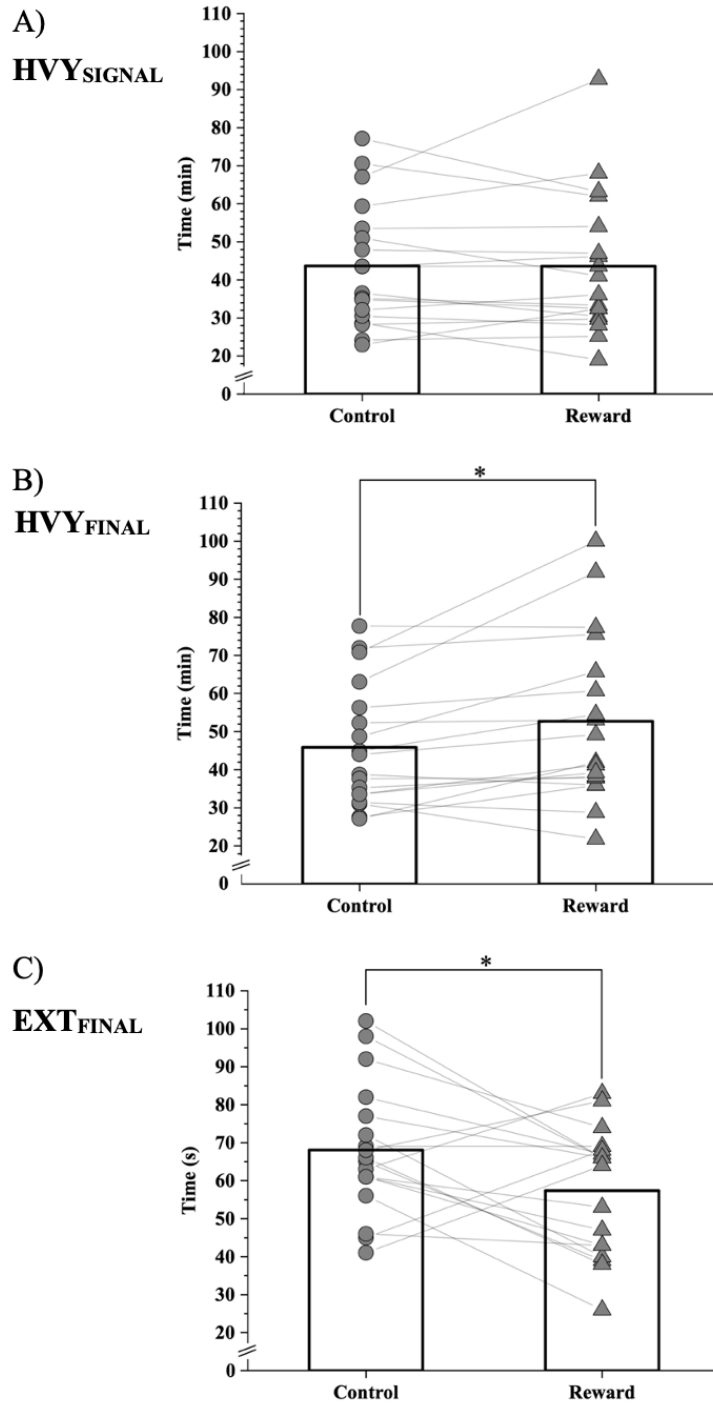 A)
HVYSIGNAL
Time (min)
110
100
90
80
70
60
50
40
30
20
0
Control Reward
B)
HVYFINAL
*
Time (min)
110
100
90
80
70
60
50
40
30
20
0
Control Reward
C)
EXTFINAL
*
Time (s)
110
100
90
80
70
60
50
40
30
20
0
Control Reward